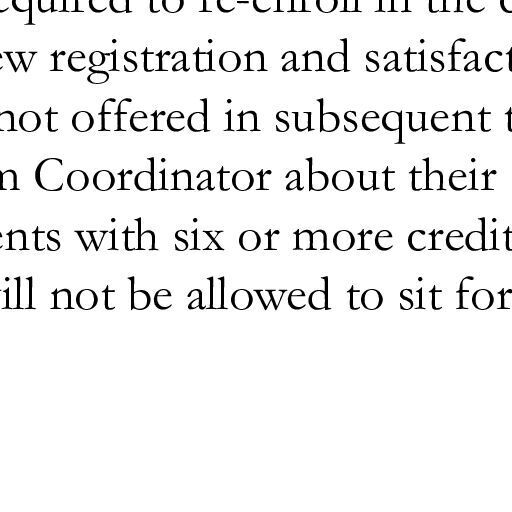 equired to re-enroll in the
ew registration and satisfact
not offered in subsequent t
n Coordinator about their
ents with six or more credit
ill not be allowed to sit for